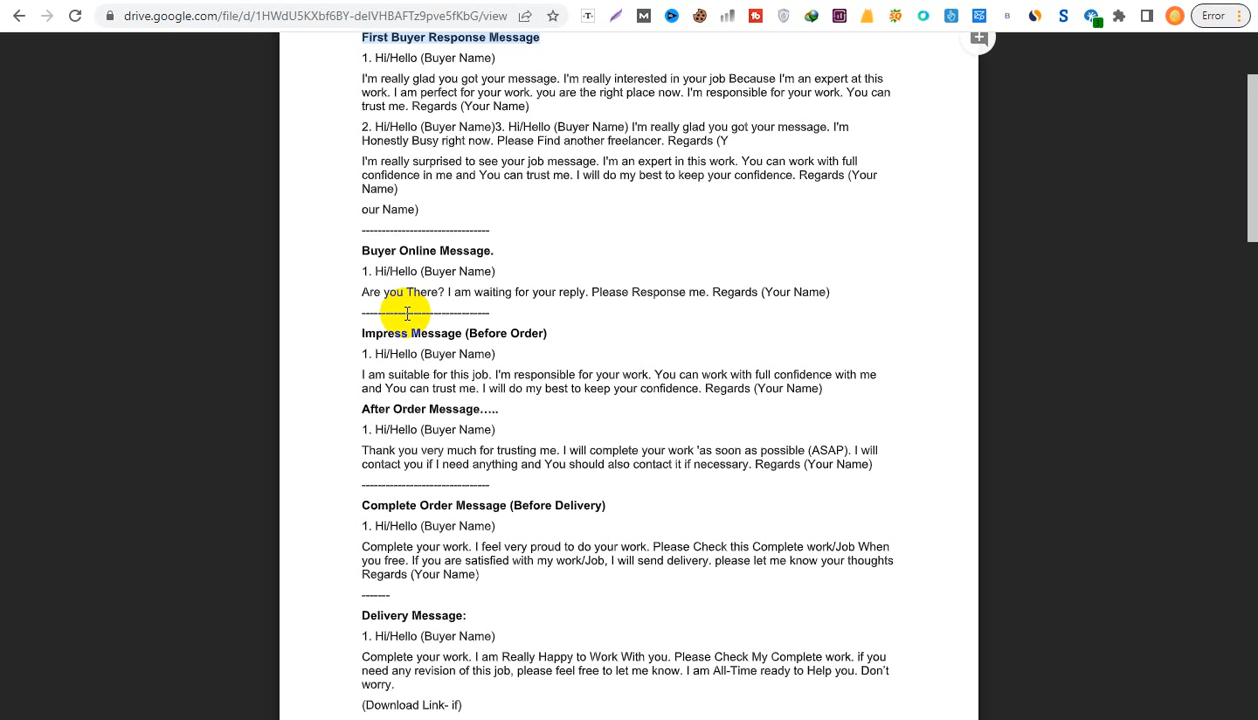 drive.google.com/file/d/1HWdU5KXbf6BY-delVHBAFTz9pve5fKbG/view
Error
First Buyer Response Message
1. Hi/Hello (Buyer Name)
I'm really glad you got your message. I'm really interested in your job Because I'm an expert at this
work. I am perfect for your work. you are the right place now. I'm responsible for your work. You can
trust me. Regards (Your Name)
2. Hi/Hello (Buyer Name)3. Hi/Hello (Buyer Name) I'm really glad you got your message. I'm
Honestly Busy right now. Please Find another freelancer. Regards (Y
I'm really surprised to see your job message. I'm an expert in this work. You can work with full
confidence in me and You can trust me. I will do my best to keep your confidence. Regards (Your
Name)
our Name)
--------------------------------
Buyer Online Message.
1. Hi/Hello (Buyer Name)
Are you There? I am waiting for your reply. Please Response me. Regards (Your Name)
--------------------------------
Impress Message (Before Order)
1. Hi/Hello (Buyer Name)
I am suitable for this job. I'm responsible for your work. You can work with full confidence with me
and You can trust me. I will do my best to keep your confidence. Regards (Your Name)
After Order Message…..
1. Hi/Hello (Buyer Name)
Thank you very much for trusting me. I will complete your work 'as soon as possible (ASAP). I will
contact you if I need anything and You should also contact it if necessary. Regards (Your Name)
--------------------------------
Complete Order Message (Before Delivery)
1. Hi/Hello (Buyer Name)
Complete your work. I feel very proud to do your work. Please Check this Complete work/Job When
you free. If you are satisfied with my work/Job, I will send delivery. please let me know your thoughts
Regards (Your Name)
-------
Delivery Message:
1. Hi/Hello (Buyer Name)
Complete your work. I am Really Happy to Work With you. Please Check My Complete work. if you
need any revision of this job, please feel free to let me know. I am All-Time ready to Help you. Don't
worry.
(Download Link- if)